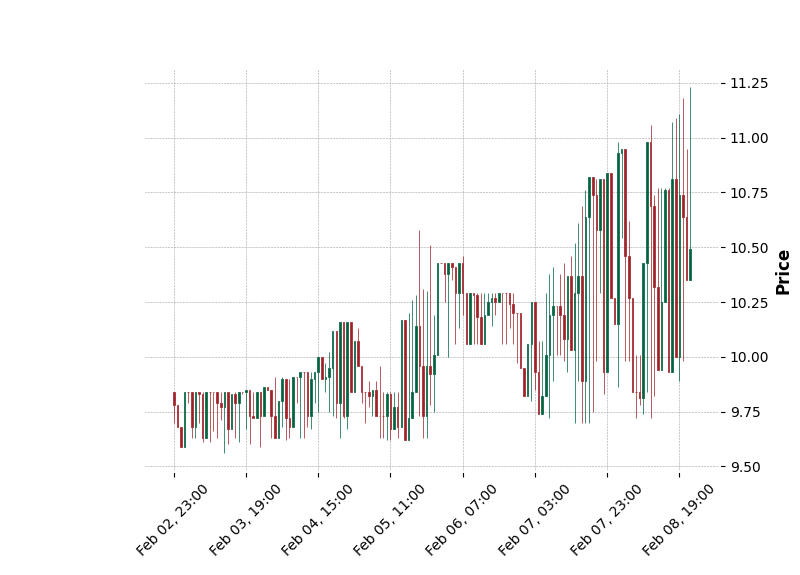 11.25
11.00
10.75
10.50
10.25
10.00
9.75
9.50
Price
Feb 02, 23:00
Feb 03, 19:00
Feb 04, 15:00
Feb 05, 11:00
Feb 06, 07:00
Feb 07, 03:00
Feb 07, 23:00
Feb 08, 19:00